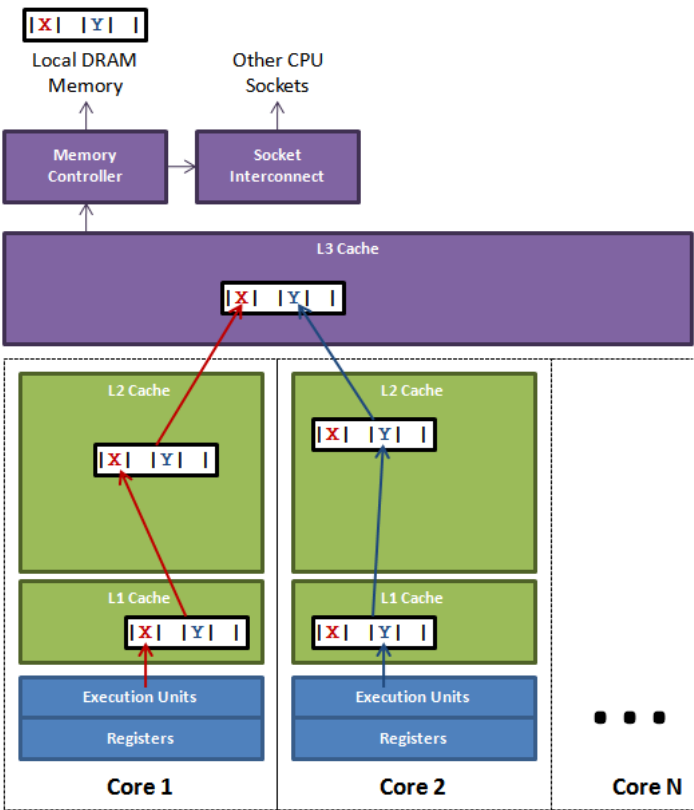 |X| |Y| |
Local DRAM
Memory
Other CPU
Sockets
Memory
Controller
Socket
Interconnect
L3 Cache
|X| |Y| |
L2 Cache
L2 Cache
|X| |Y| |
|X| |Y| |
L1 Cache
L1 Cache
|X| |Y| |
|X| |Y| |
Execution Units
Execution Units
Registers
Registers
...
Core 1
Core 2
Core N